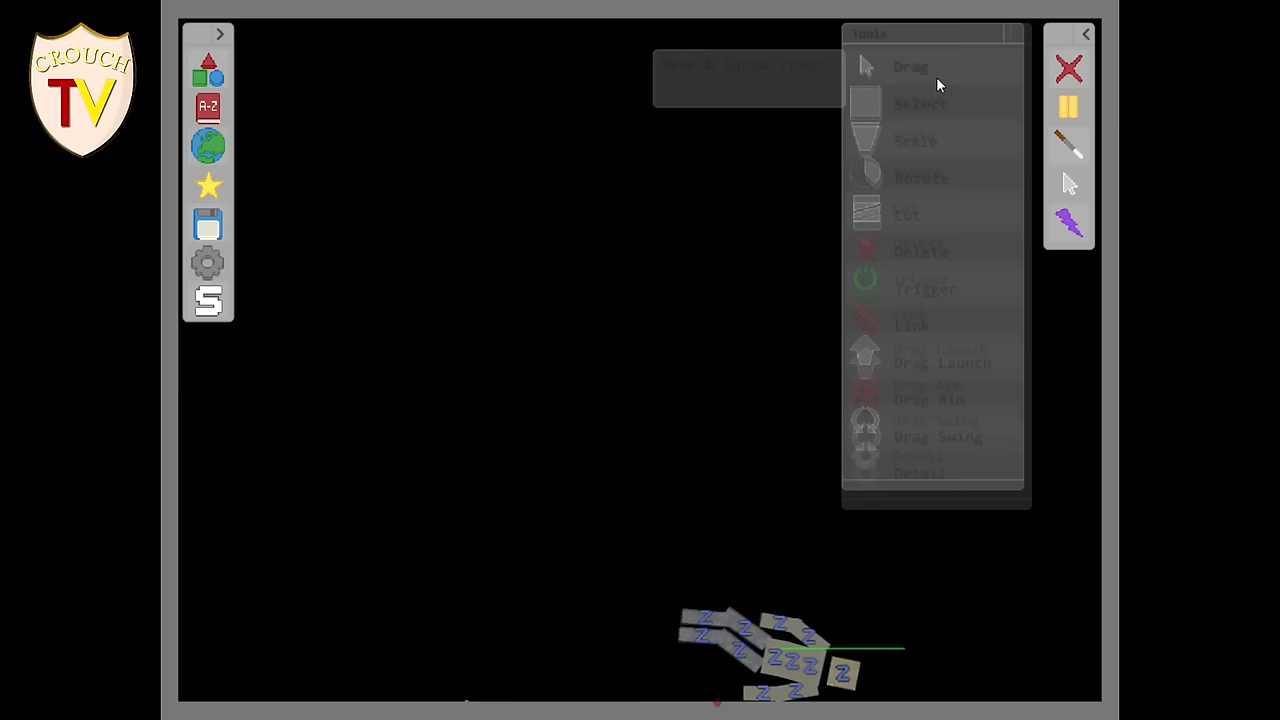 CROUCH
TV
A-Z
S
Tools
Drag
Select
Scale
Rotate
Cut
Delete
Trigger
Link
Drag Launch
Drag Aim
Drag Swing
Detail
Z Z Z
Z Z Z
Z Z Z Z Z
Z Z